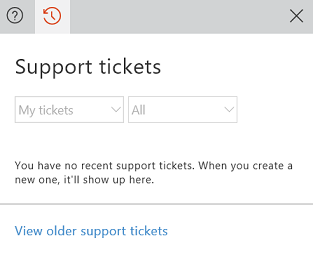 Support tickets
My tickets All
You have no recent support tickets. When you create a
new one, it'll show up here.
View older support tickets